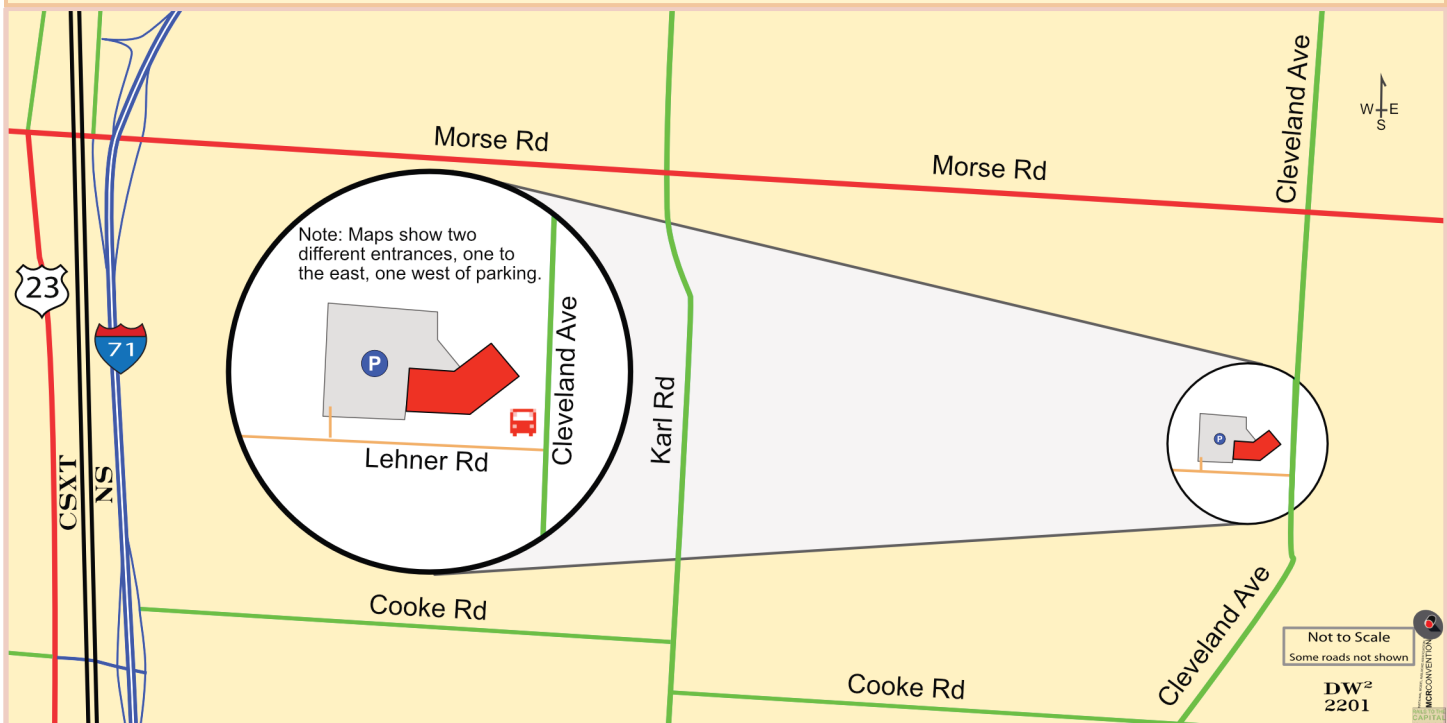 Morse Rd
Morse Rd
Cleveland Ave
W E
S
Note: Maps show two
different entrances, one to
the east, one west of parking.
23
71
P
Cleveland Ave
Lehner Rd
Karl Rd
P
CSXT
NS
Cooke Rd
Cooke Rd
Cleveland Ave
Not to Scale
Some roads not shown
DW²
2201
MCRCONVENTION
CAPITAL